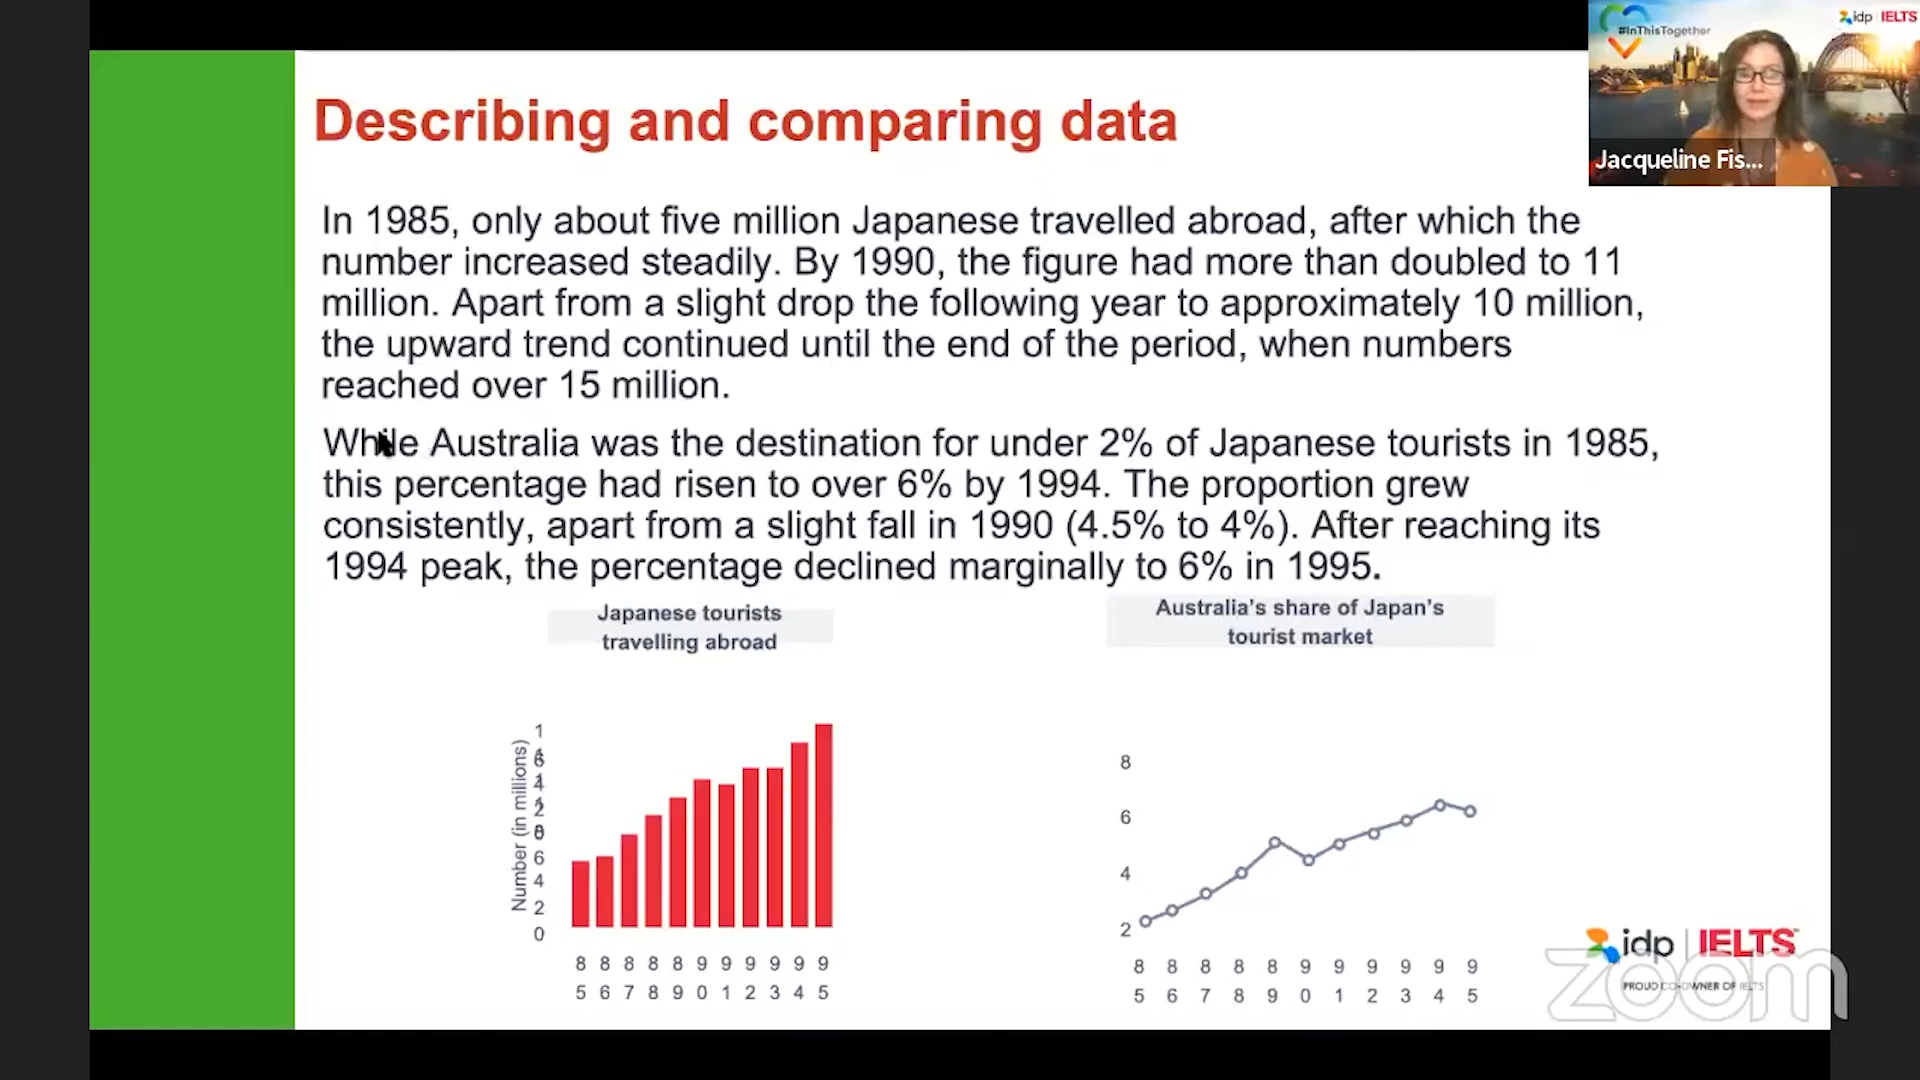 #InThisTogether
idp IELTS
Jacqueline Fis...
Describing and comparing data
In 1985, only about five million Japanese travelled abroad, after which the
number increased steadily. By 1990, the figure had more than doubled to 11
million. Apart from a slight drop the following year to approximately 10 million,
the upward trend continued until the end of the period, when numbers
reached over 15 million.
While Australia was the destination for under 2% of Japanese tourists in 1985,
this percentage had risen to over 6% by 1994. The proportion grew
consistently, apart from a slight fall in 1990 (4.5% to 4%). After reaching its
1994 peak, the percentage declined marginally to 6% in 1995.
Japanese tourists
travelling abroad
Number (in millions)
6
4
2
0
8 8 8 8 8 9 9 9 9 9 9
5 6 7 8 9 0 1 2 3 4 5
Australia's share of Japan's
tourist market
8
6
4
2
8 8 8 8 8 9 9 9 9 9 9
5 6 7 8 9 0 1 2 3 4 5
idp IELTS
PROUD CO-OWNER OF IELTS
zoom